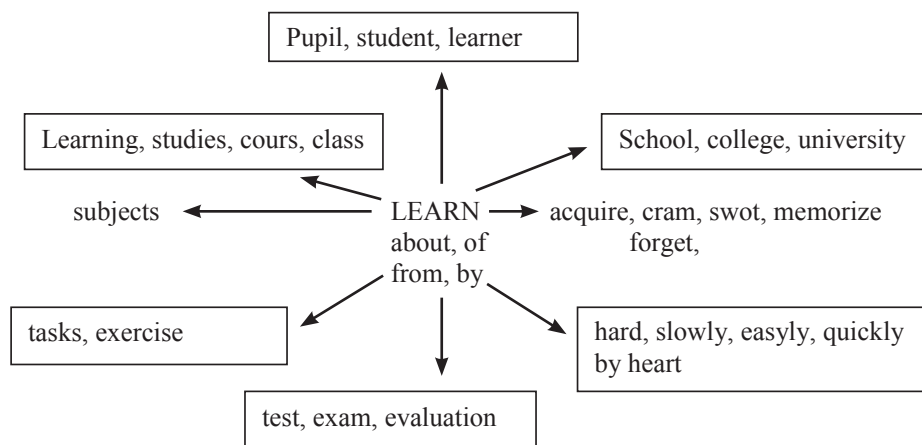 Pupil, student, learner
Learning, studies, cours, class
School, college, university
subjects
LEARN
about, of
from, by
acquire, cram, swot, memorize
forget,
tasks, exercise
hard, slowly, easyly, quickly
by heart
test, exam, evaluation